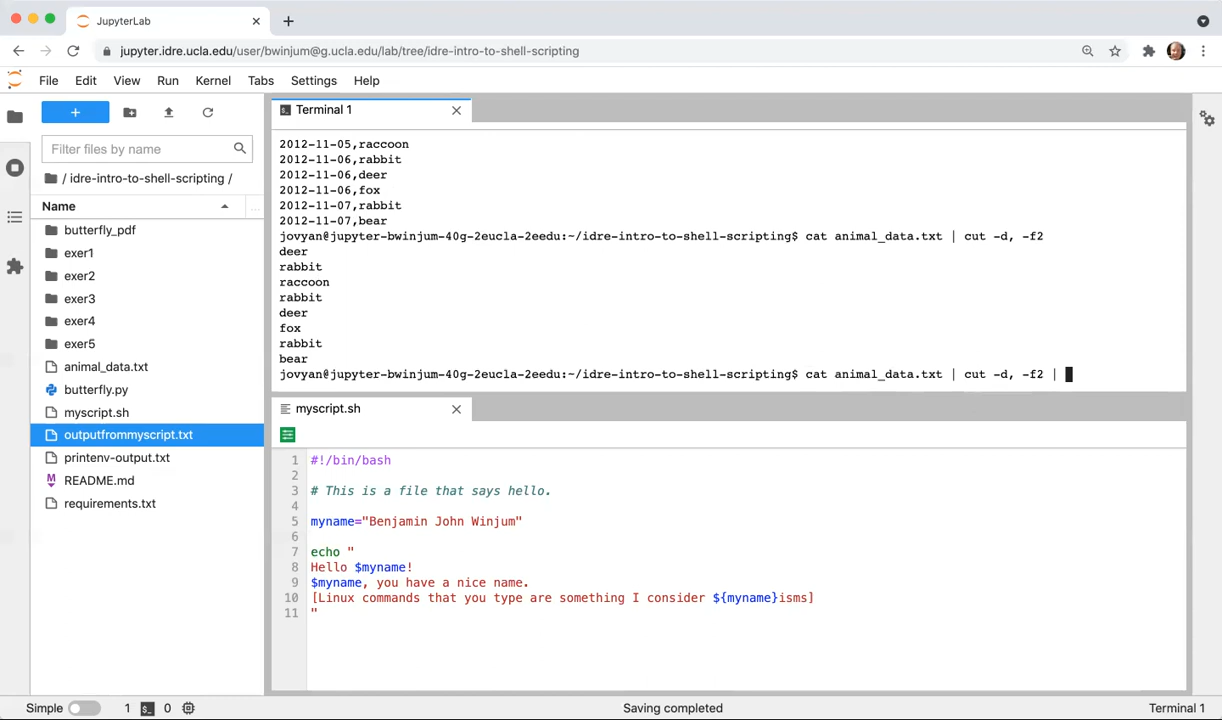 JupyterLab
jupyter.idre.ucla.edu/user/bwinjum@g.ucla.edu/lab/tree/idre-intro-to-shell-scripting
File Edit View Run Kernel Tabs Settings Help
+
Filter files by name
/ idre-intro-to-shell-scripting /
Name
butterfly_pdf
exer1
exer2
exer3
exer4
exer5
animal_data.txt
butterfly.py
myscript.sh
outputfrommyscript.txt
printenv-output.txt
README.md
requirements.txt
Terminal 1
2012-11-05,raccoon
2012-11-06,rabbit
2012-11-06,deer
2012-11-06,fox
2012-11-07,rabbit
2012-11-07,bear
jovyan@jupyter-bwinjum-40g-2eucla-2eedu:~/idre-intro-to-shell-scripting$ cat animal_data.txt | cut -d, -f2
deer
rabbit
raccoon
rabbit
deer
fox
rabbit
bear
jovyan@jupyter-bwinjum-40g-2eucla-2eedu:~/idre-intro-to-shell-scripting$ cat animal_data.txt | cut -d, -f2 |
myscript.sh
1 #!/bin/bash
2
3 # This is a file that says hello.
4
5 myname="Benjamin John Winjum"
6
7 echo "
8 Hello $myname!
9 $myname, you have a nice name.
10 [Linux commands that you type are something I consider ${myname}isms]
11 "
Simple 1 0 Saving completed Terminal 1